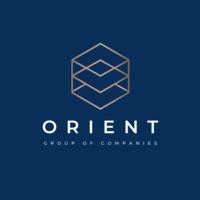 ORIENT
GROUP OF COMPANIES